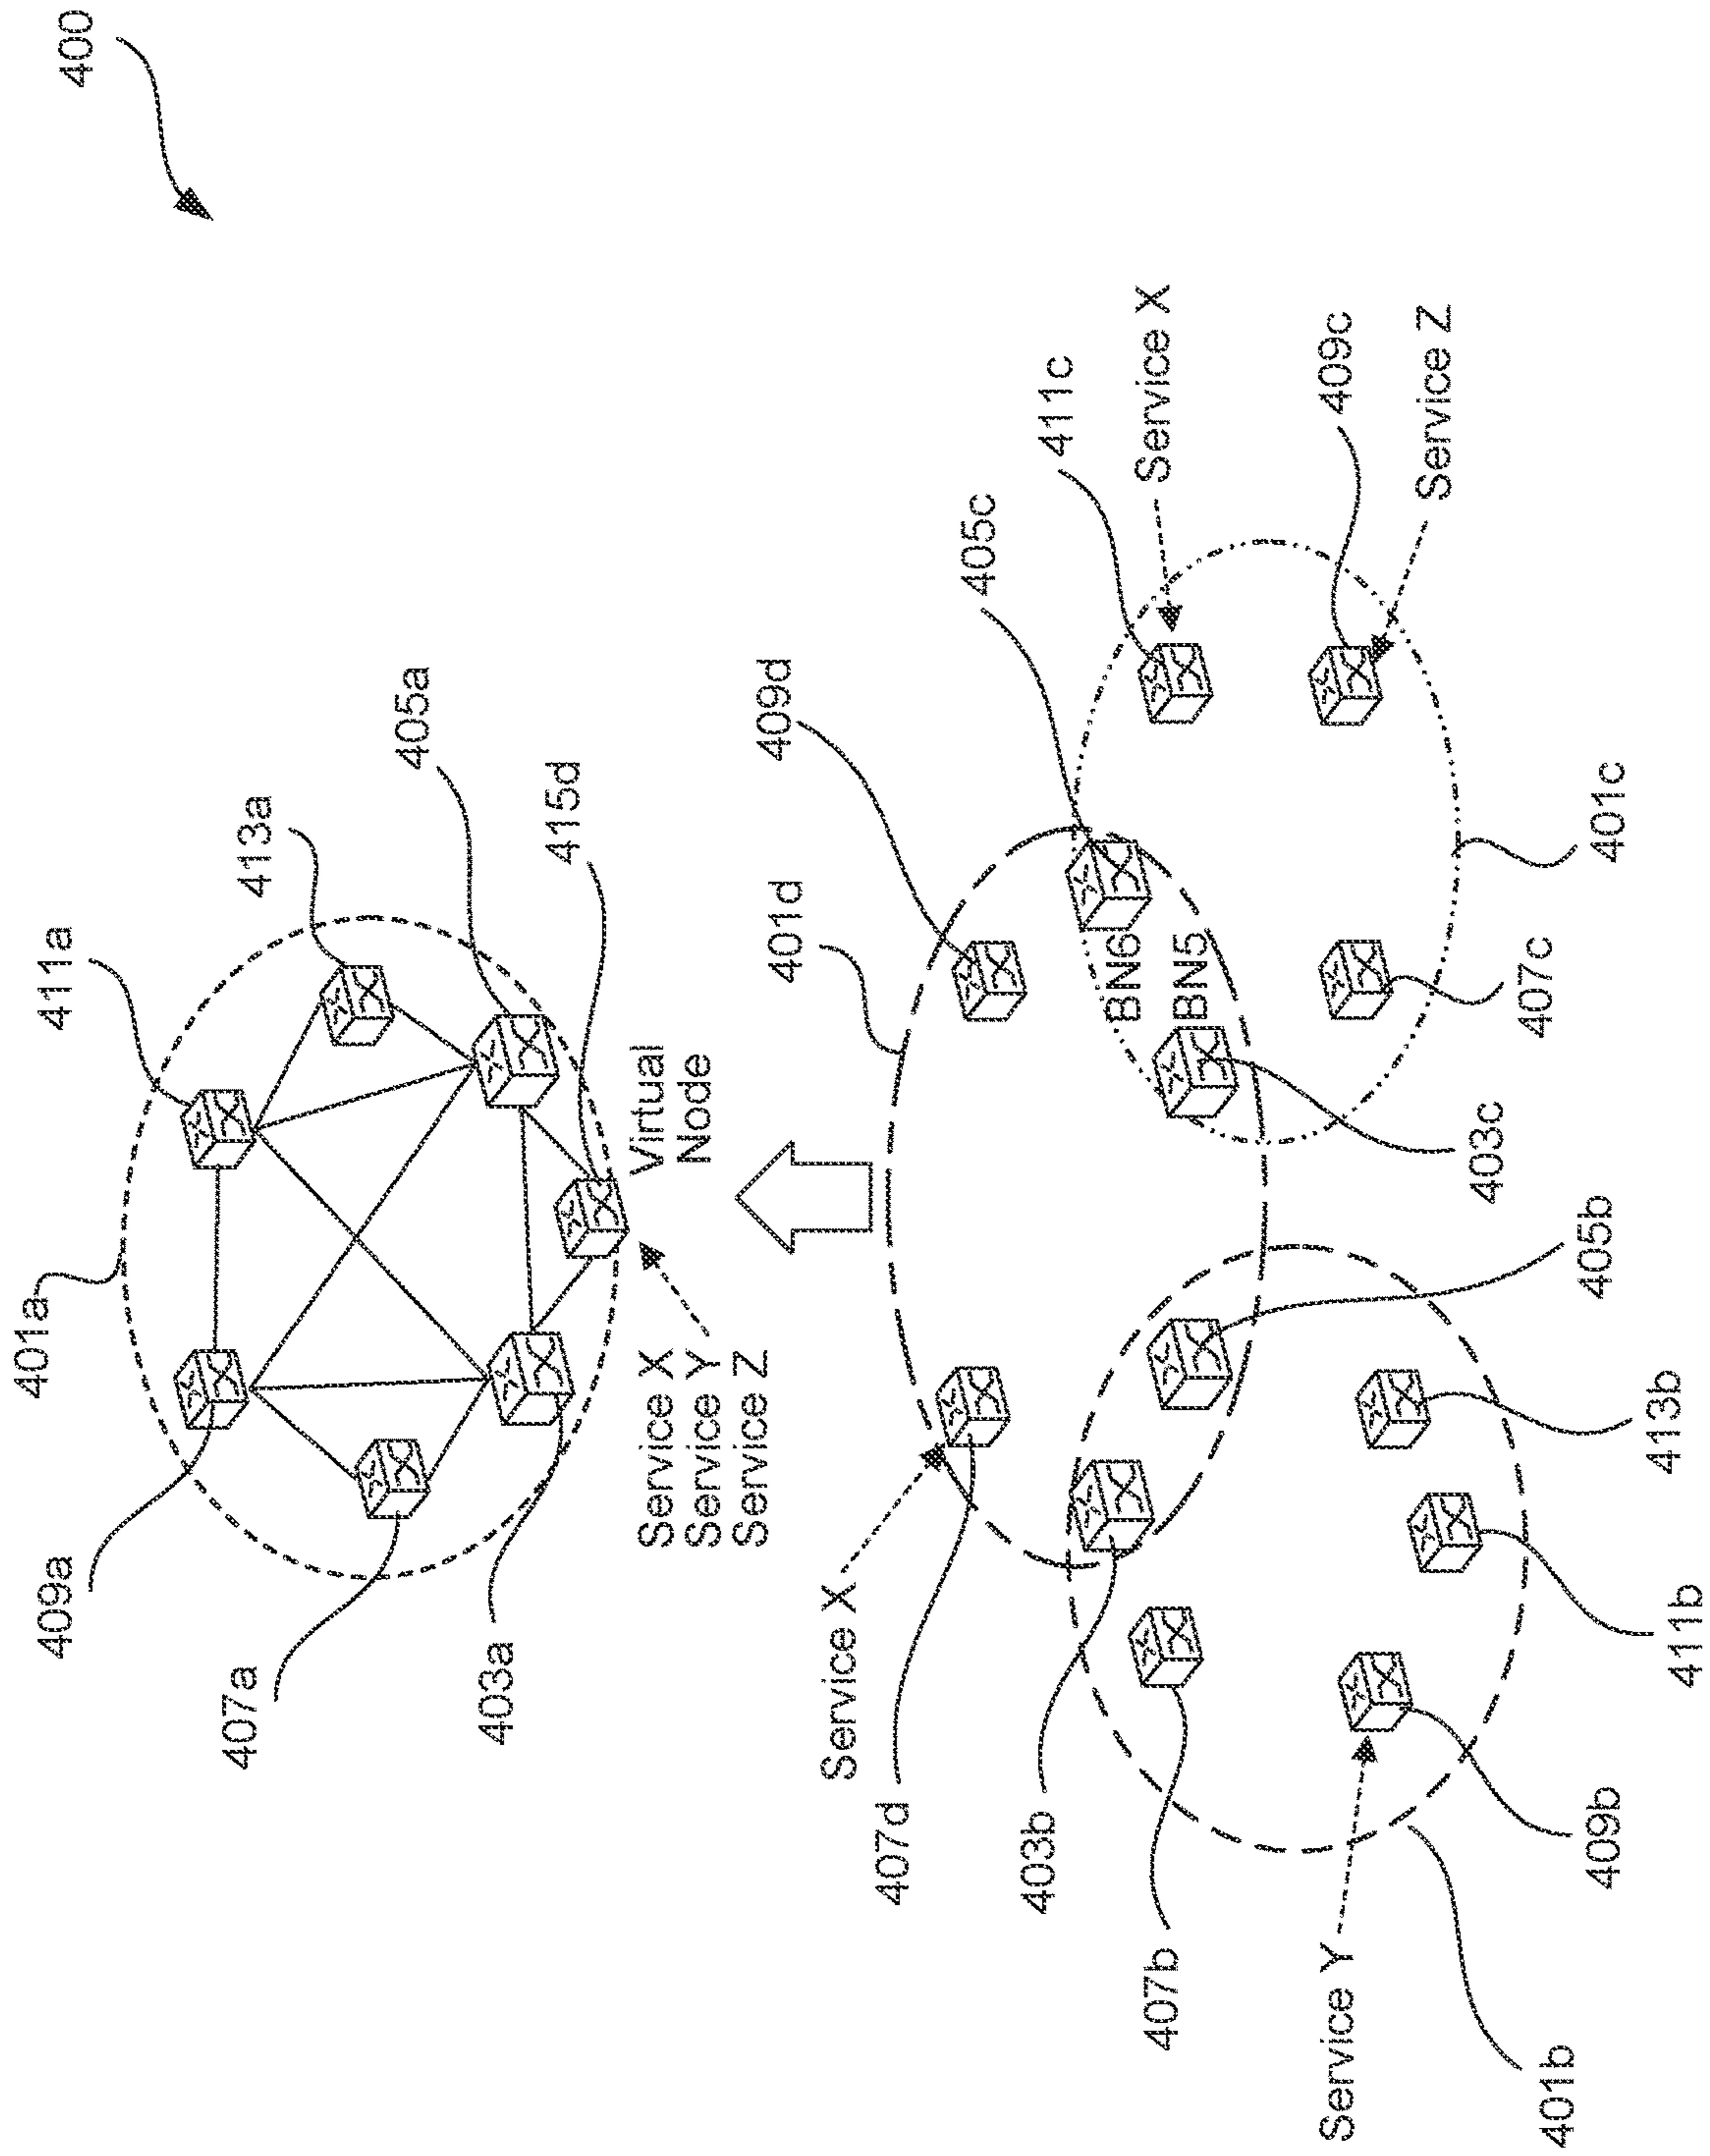 400
401a
411a
413a
405a
415d
409a
407a
403a
Virtual
Node
Service X
Service Y
Service Z
401d
409d
405c
411c
Service X
409c
Service Z
BN6
BN5
401c
407c
403c
Service X
407d
403b
407b
Service Y
401b
409b
411b
413b
405b